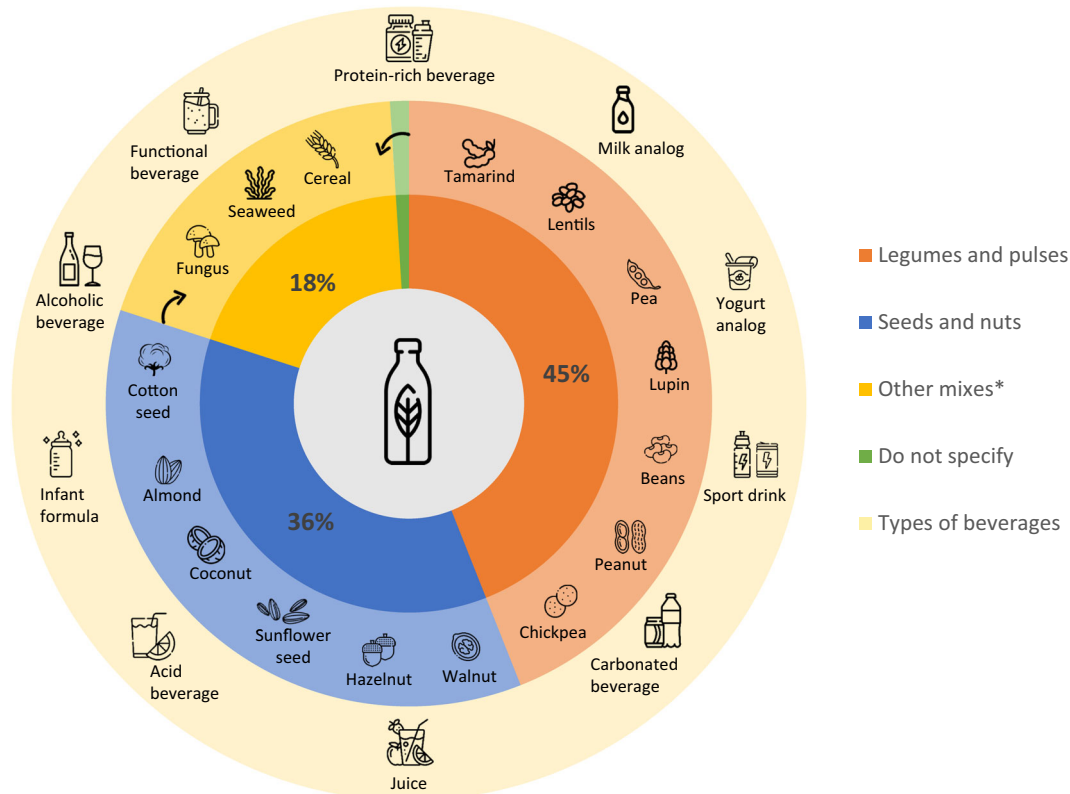 Protein-rich beverage
Functional
beverage
Milk analog
Cereal
Tamarind
Seaweed
Lentils
Fungus
18%
Pea
Alcoholic
beverage
Yogurt
analog
45%
Lupin
Cotton
seed
Beans
Almond
Infant
formula
Sport drink
36%
Coconut
Peanut
Sunflower
seed
Chickpea
Hazelnut
Walnut
Acid
beverage
Carbonated
beverage
Juice
Legumes and pulses
Seeds and nuts
Other mixes*
Do not specify
Types of beverages